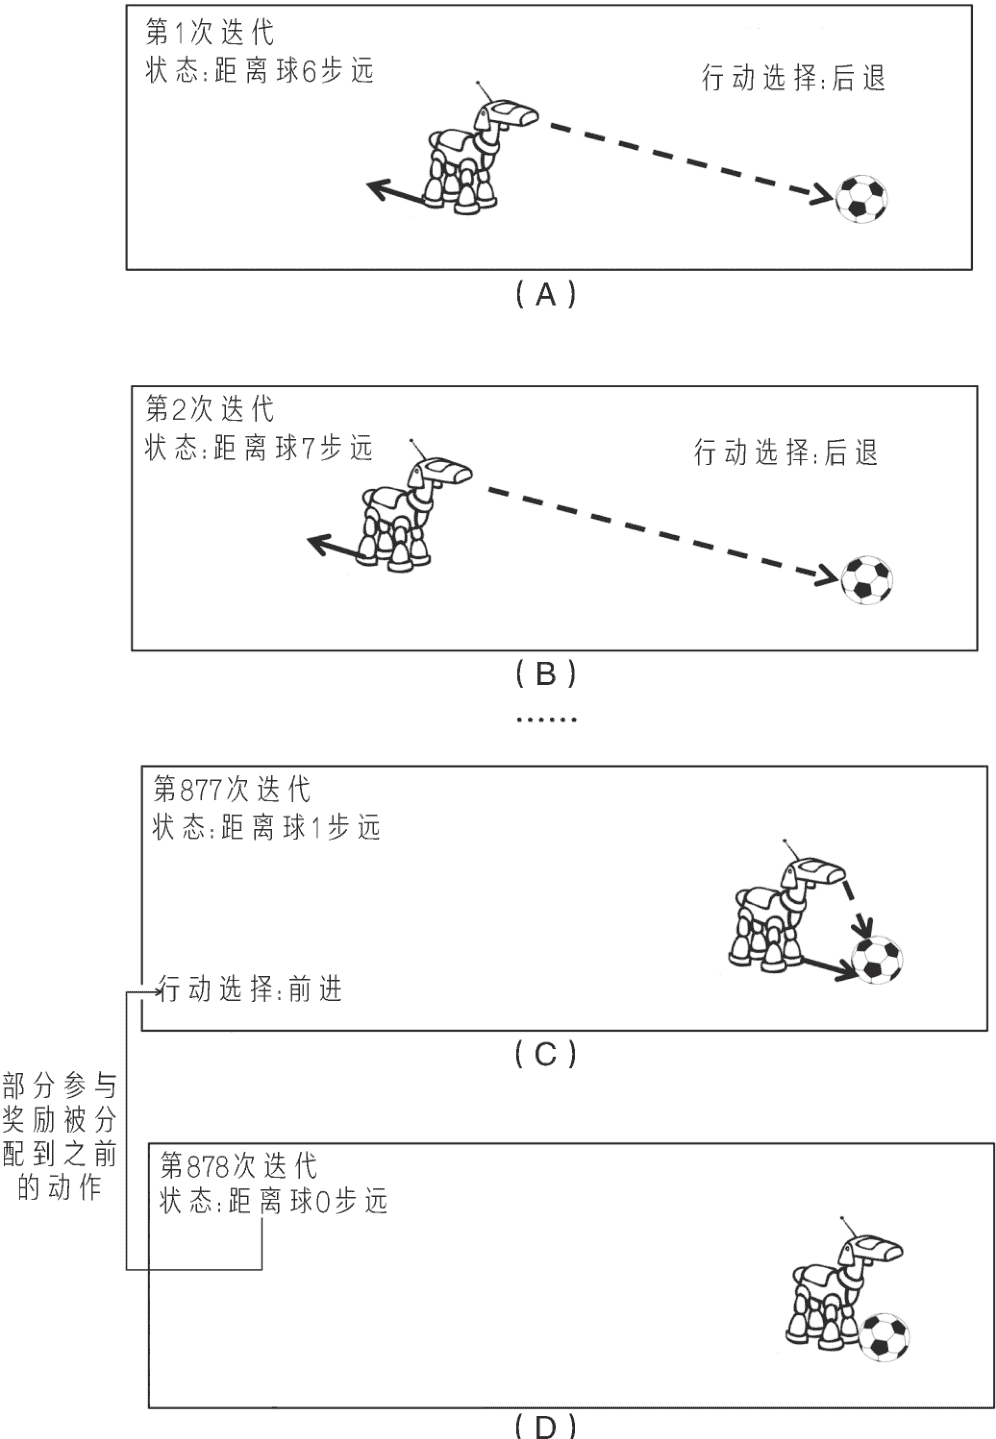 第1次迭代
状态:距离球6步远
行动选择:后退
(A)
第2次迭代
状态:距离球7步远
行动选择:后退
(B)
……
第877次迭代
状态:距离球1步远
行动选择:前进
(C)
部分参与
奖励被分
配到之前
的动作
第878次迭代
状态:距离球0步远
(D)